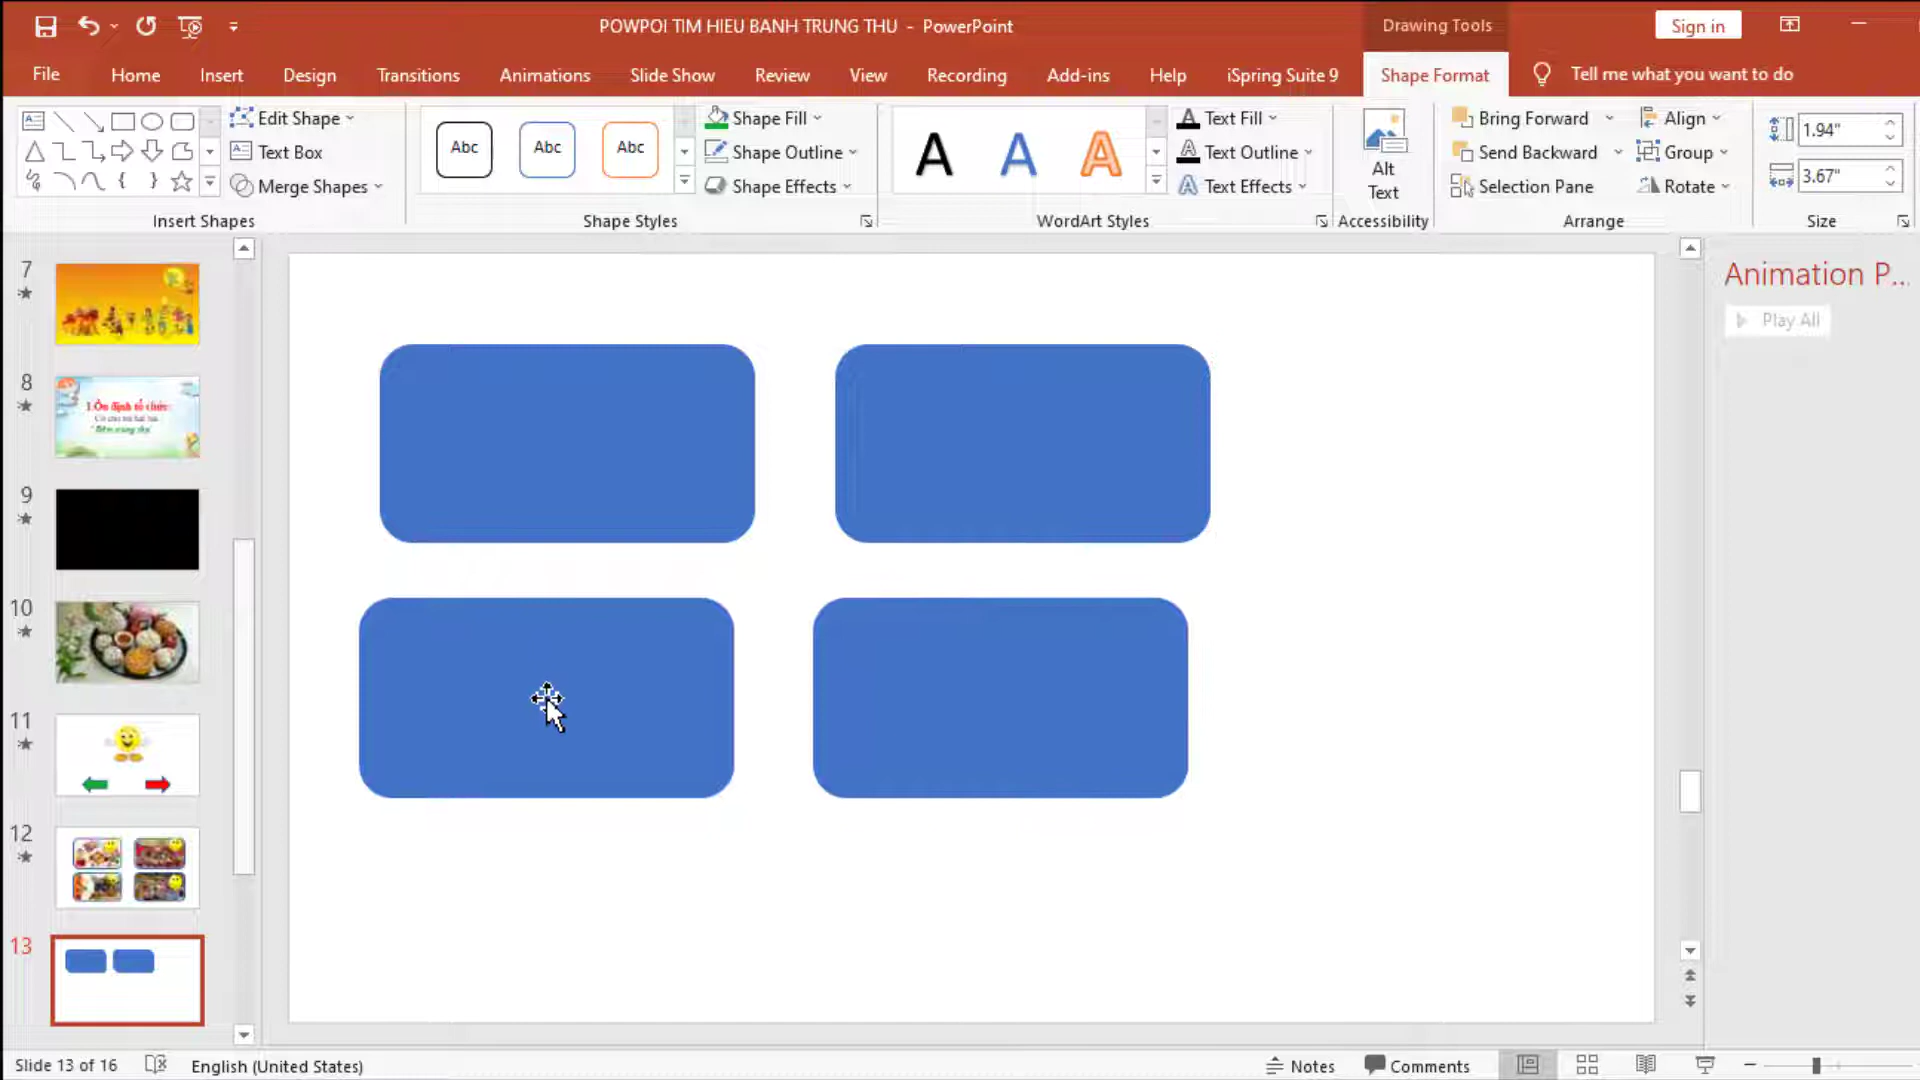 POWPOI TIM HIEU BANH TRUNG THU - PowerPoint
Drawing Tools
Sign in
File Home Insert Design Transitions Animations Slide Show Review View Recording Add-ins Help iSpring Suite 9 Shape Format Tell me what you want to do
Edit Shape
Text Box
Merge Shapes
Insert Shapes
Abc Abc Abc
Shape Fill
Shape Outline
Shape Effects
Shape Styles
A A A
Text Fill
Text Outline
Text Effects
WordArt Styles
Alt
Text
Accessibility
Bring Forward
Send Backward
Selection Pane
Align
Group
Rotate
Arrange
1.94"
3.67"
Size
7
8
1.Ổn định tổ chức:
9
10
11
12
13
Animation P...
Play All
Slide 13 of 16
English (United States)
Notes
Comments